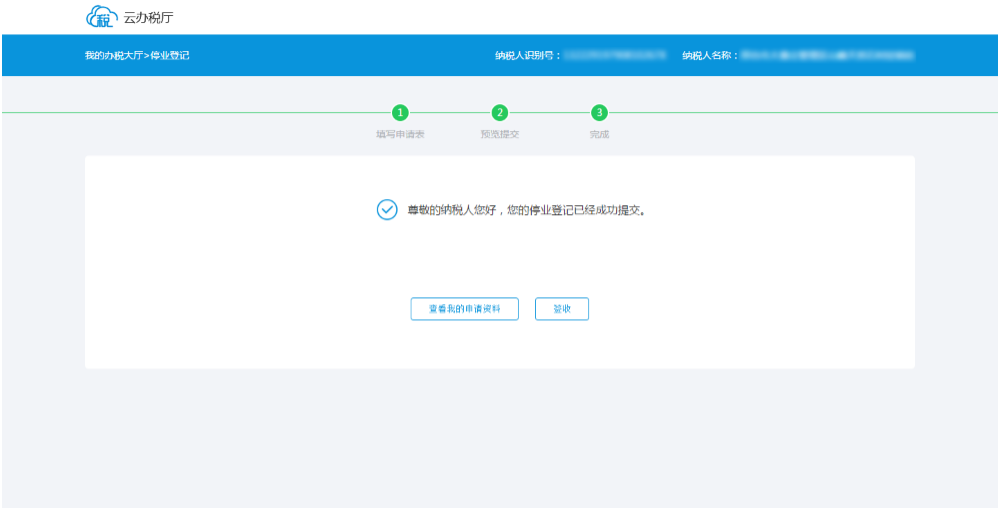 税 云办税厅
我的办税大厅>停业登记 纳税人识别号： 纳税人名称：
1 2 3
填写申请表 预览提交 完成
尊敬的纳税人您好，您的停业登记已经成功提交。
查看我的申请资料 签收